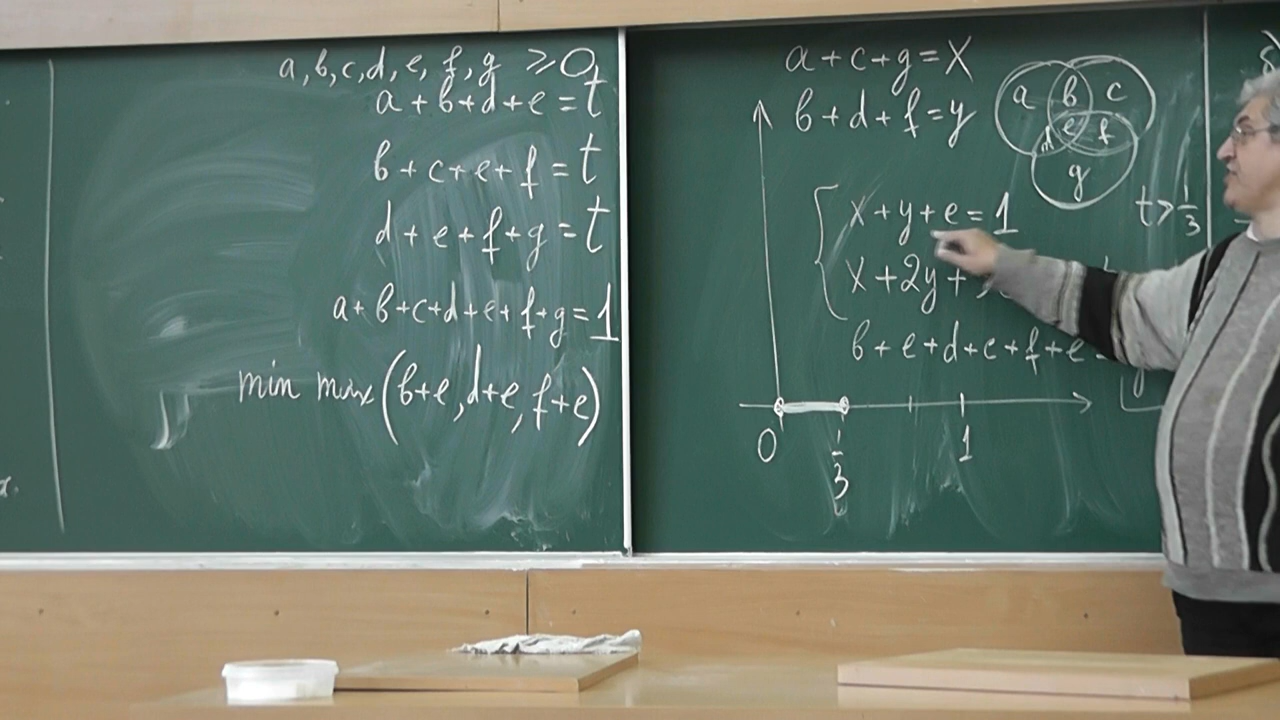 a, b, c, d, e, f, g ⩾ 0
a + b + d + e = t
b + c + e + f = t
d + e + f + g = t
a + b + c + d + e + f + g = 1
min max (b+e, d+e, f+e)
a + c + g = X
b + d + f = y
a b c
d e f
g
x + y + e = 1
t > 1/3
x + 2y +
b + e + d + e + f + e =
y
0 1/3 1